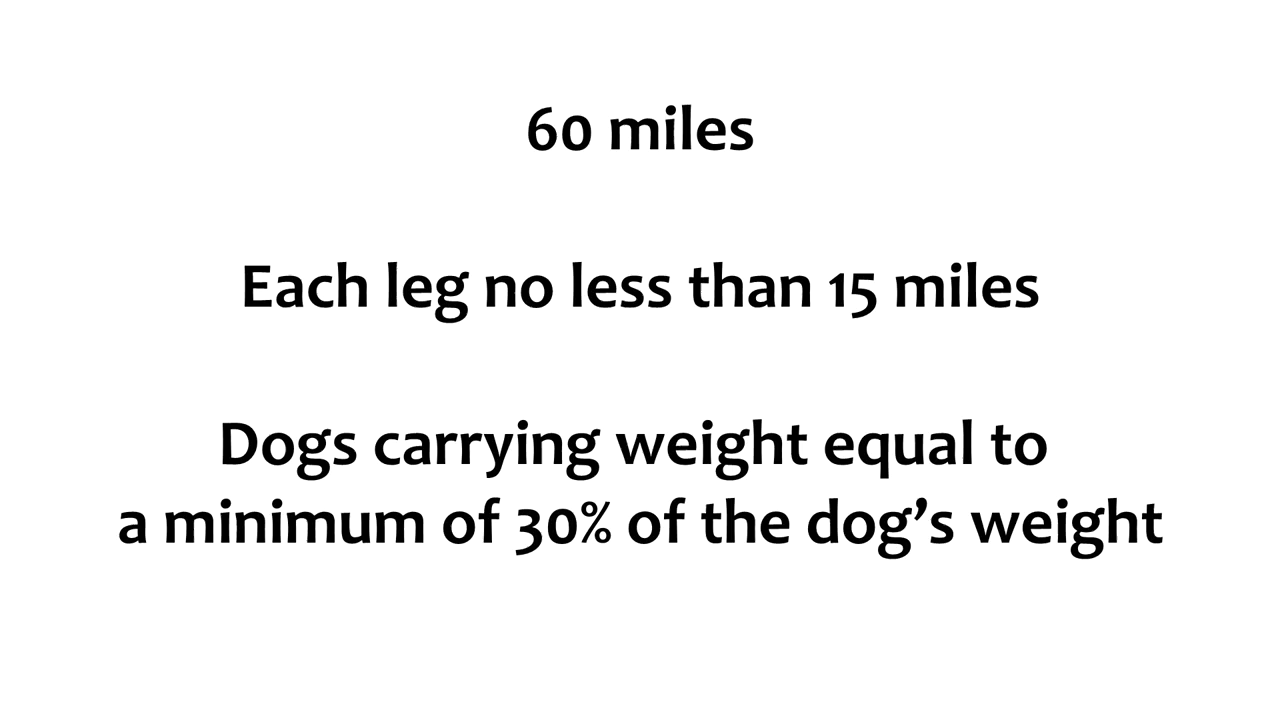 60 miles
Each leg no less than 15 miles
Dogs carrying weight equal to
a minimum of 30% of the dog’s weight